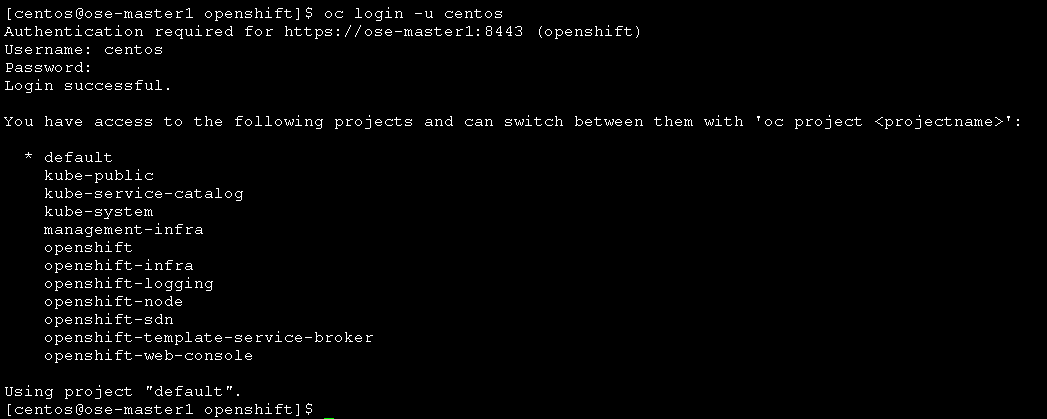 [centos@ose-master1 openshift]$ oc login -u centos
Authentication required for https://ose-master1:8443 (openshift)
Username: centos
Password:
Login successful.

You have access to the following projects and can switch between them with 'oc project <projectname>':

  * default
    kube-public
    kube-service-catalog
    kube-system
    management-infra
    openshift
    openshift-infra
    openshift-logging
    openshift-node
    openshift-sdn
    openshift-template-service-broker
    openshift-web-console

Using project "default".
[centos@ose-master1 openshift]$